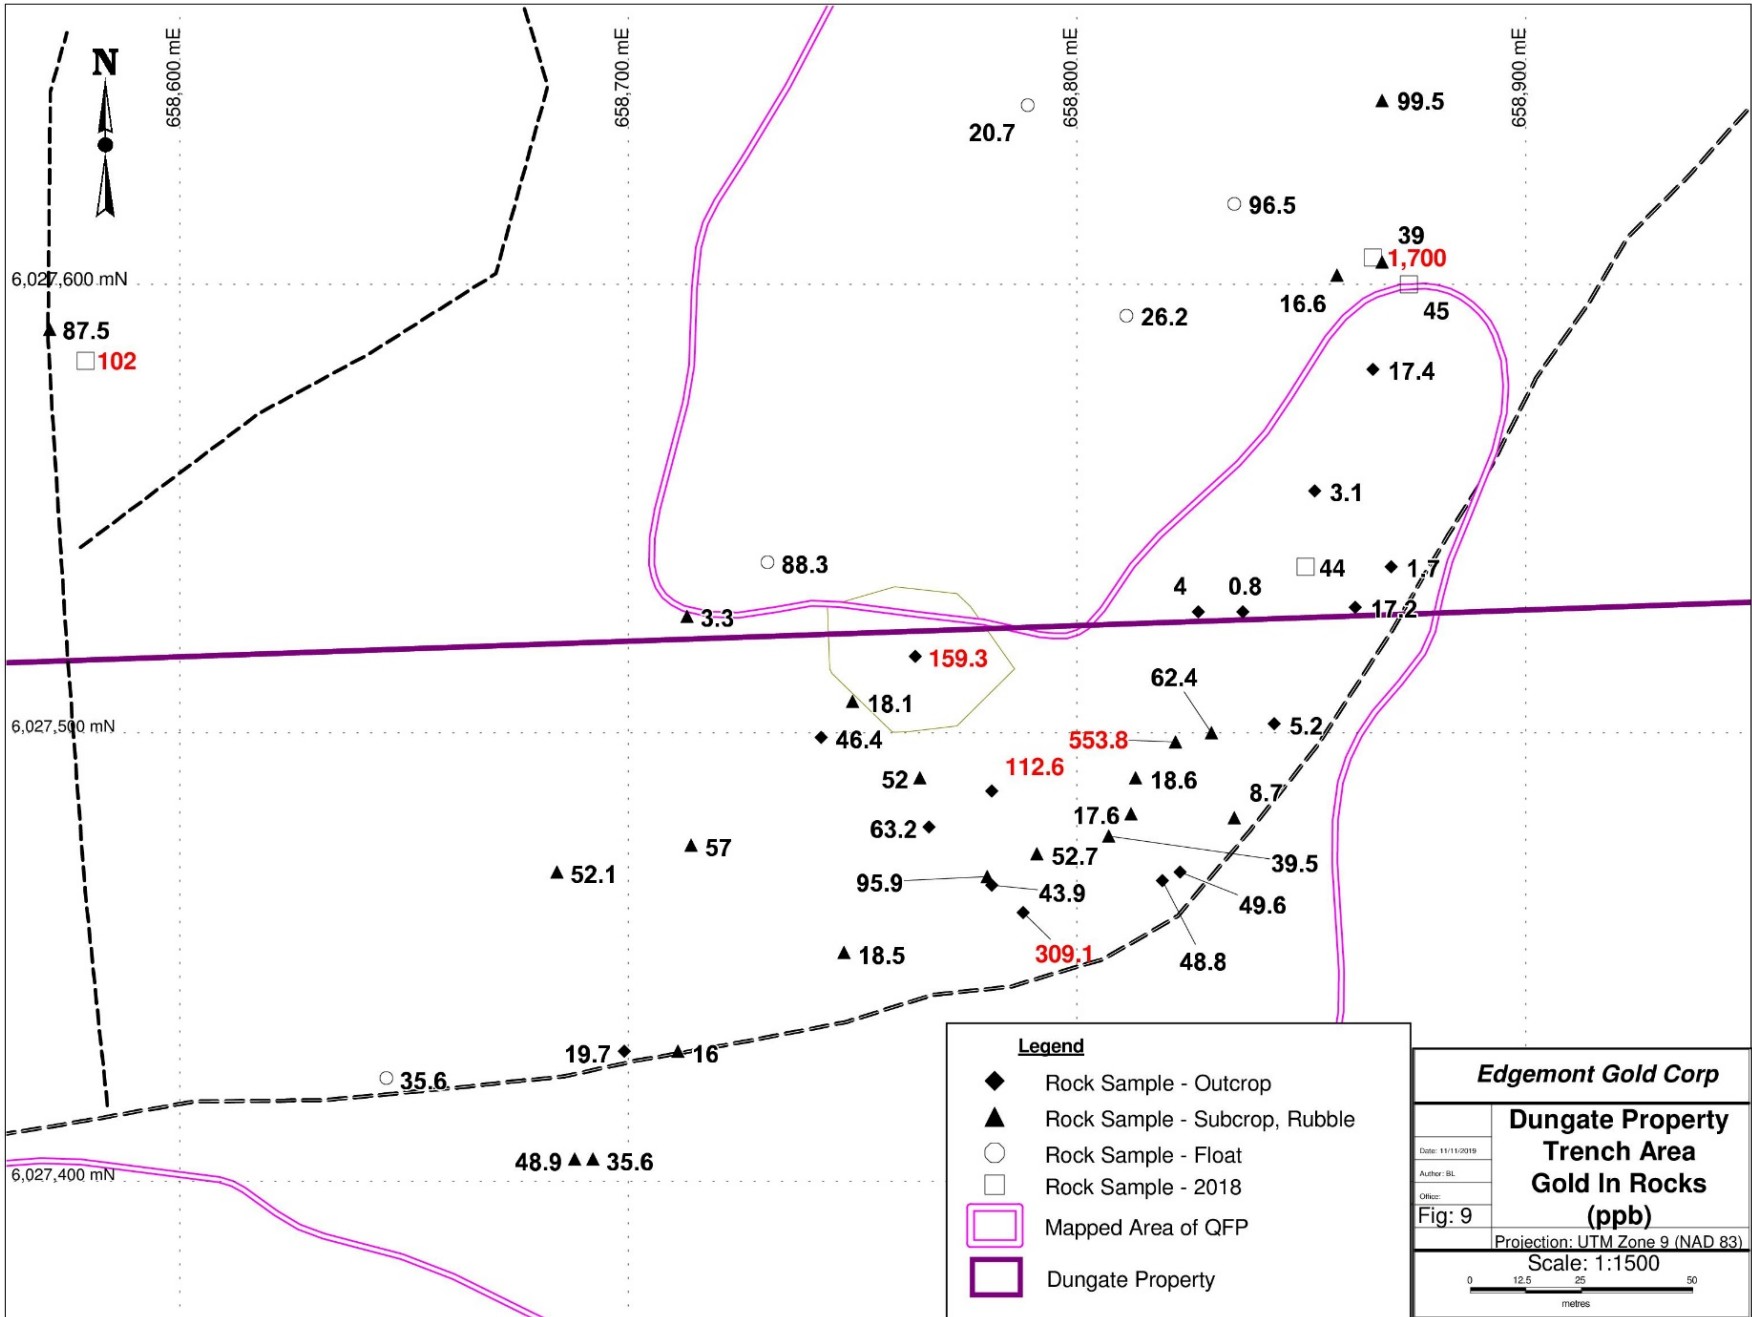 658,600 mE
658,700 mE
658,800 mE
658,900 mE
N
99.5
20.7
96.5
39
1,700
6,027,600 mN
16.6
45
26.2
87.5
102
17.4
3.1
88.3
44
1.7
4
0.8
17.2
3.3
159.3
62.4
18.1
6,027,500 mN
46.4
553.8
5.2
112.6
52
18.6
8.7
63.2
17.6
57
52.7
39.5
52.1
95.9
43.9
49.6
309.1
18.5
48.8
19.7
16
35.6
48.9
35.6
6,027,400 mN
Legend
Rock Sample - Outcrop
Rock Sample - Subcrop, Rubble
Rock Sample - Float
Rock Sample - 2018
Mapped Area of QFP
Dungate Property
Edgemont Gold Corp
Dungate Property
Trench Area
Gold In Rocks
(ppb)
Date: 11/11/2019
Author: BL
Office:
Fig: 9
Projection: UTM Zone 9 (NAD 83)
Scale: 1:1500
0 12.5 25 50
metres